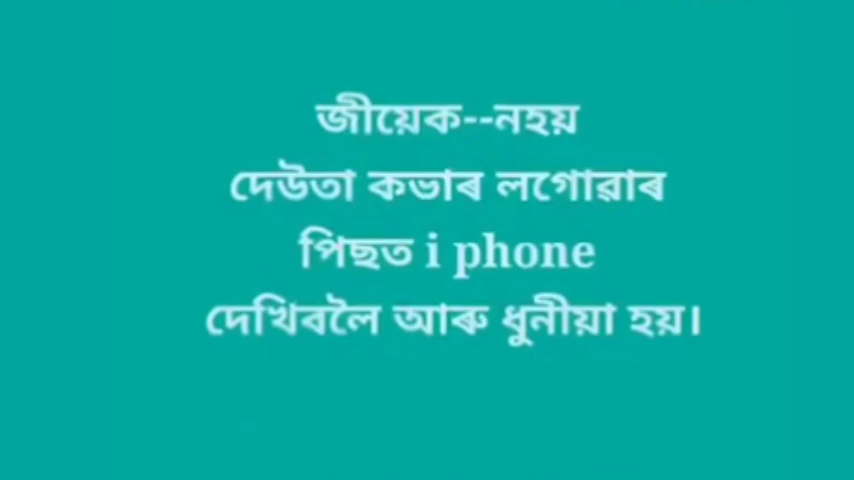 জীয়েক--নহয়
দেউতা কভাৰ লগোৱাৰ
পিছত i phone
দেখিবলৈ আৰু ধুনীয়া হয়।